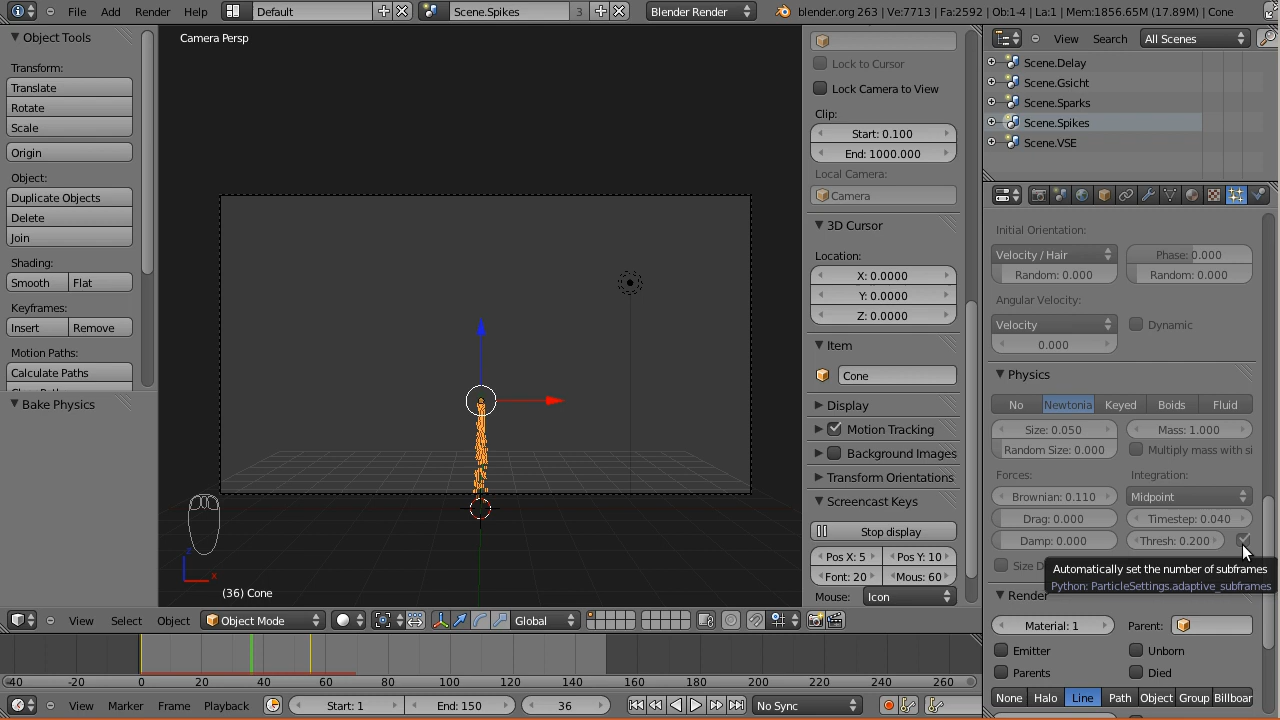 File Add Render Help Default Scene.Spikes 3 Blender Render blender.org 263 | Ve:7713 | Fa:2592 | Ob:1-4 | La:1 | Mem:1856.65M (17.89M) | Cone
Object Tools
Transform:
Translate
Rotate
Scale
Origin
Object:
Duplicate Objects
Delete
Join
Shading:
Smooth Flat
Keyframes:
Insert Remove
Motion Paths:
Calculate Paths
Bake Physics
Camera Persp
(36) Cone
Lock to Cursor
Lock Camera to View
Clip:
Start: 0.100
End: 1000.000
Local Camera:
Camera
3D Cursor
Location:
X: 0.0000
Y: 0.0000
Z: 0.0000
Item
Cone
Display
Motion Tracking
Background Images
Transform Orientations
Screencast Keys
Stop display
Pos X: 5 Pos Y: 10
Font: 20 Mous: 60
Mouse: Icon
View Search All Scenes
Scene.Delay
Scene.Gsicht
Scene.Sparks
Scene.Spikes
Scene.VSE
Initial Orientation:
Velocity / Hair Phase: 0.000
Random: 0.000 Random: 0.000
Angular Velocity:
Velocity Dynamic
0.000
Physics
No Newtonia Keyed Boids Fluid
Size: 0.050 Mass: 1.000
Random Size: 0.000 Multiply mass with si
Forces: Integration:
Brownian: 0.110 Midpoint
Drag: 0.000 Timestep: 0.040
Damp: 0.000 Thresh: 0.200
Size D
Automatically set the number of subframes
Python: ParticleSettings.adaptive_subframes
Render
Material: 1 Parent:
Emitter Unborn
Parents Died
None Halo Line Path Object Group Billboar
View Select Object Object Mode Global
-40 -20 0 20 40 60 80 100 120 140 160 180 200 220 240 260
View Marker Frame Playback Start: 1 End: 150 36 No Sync
x